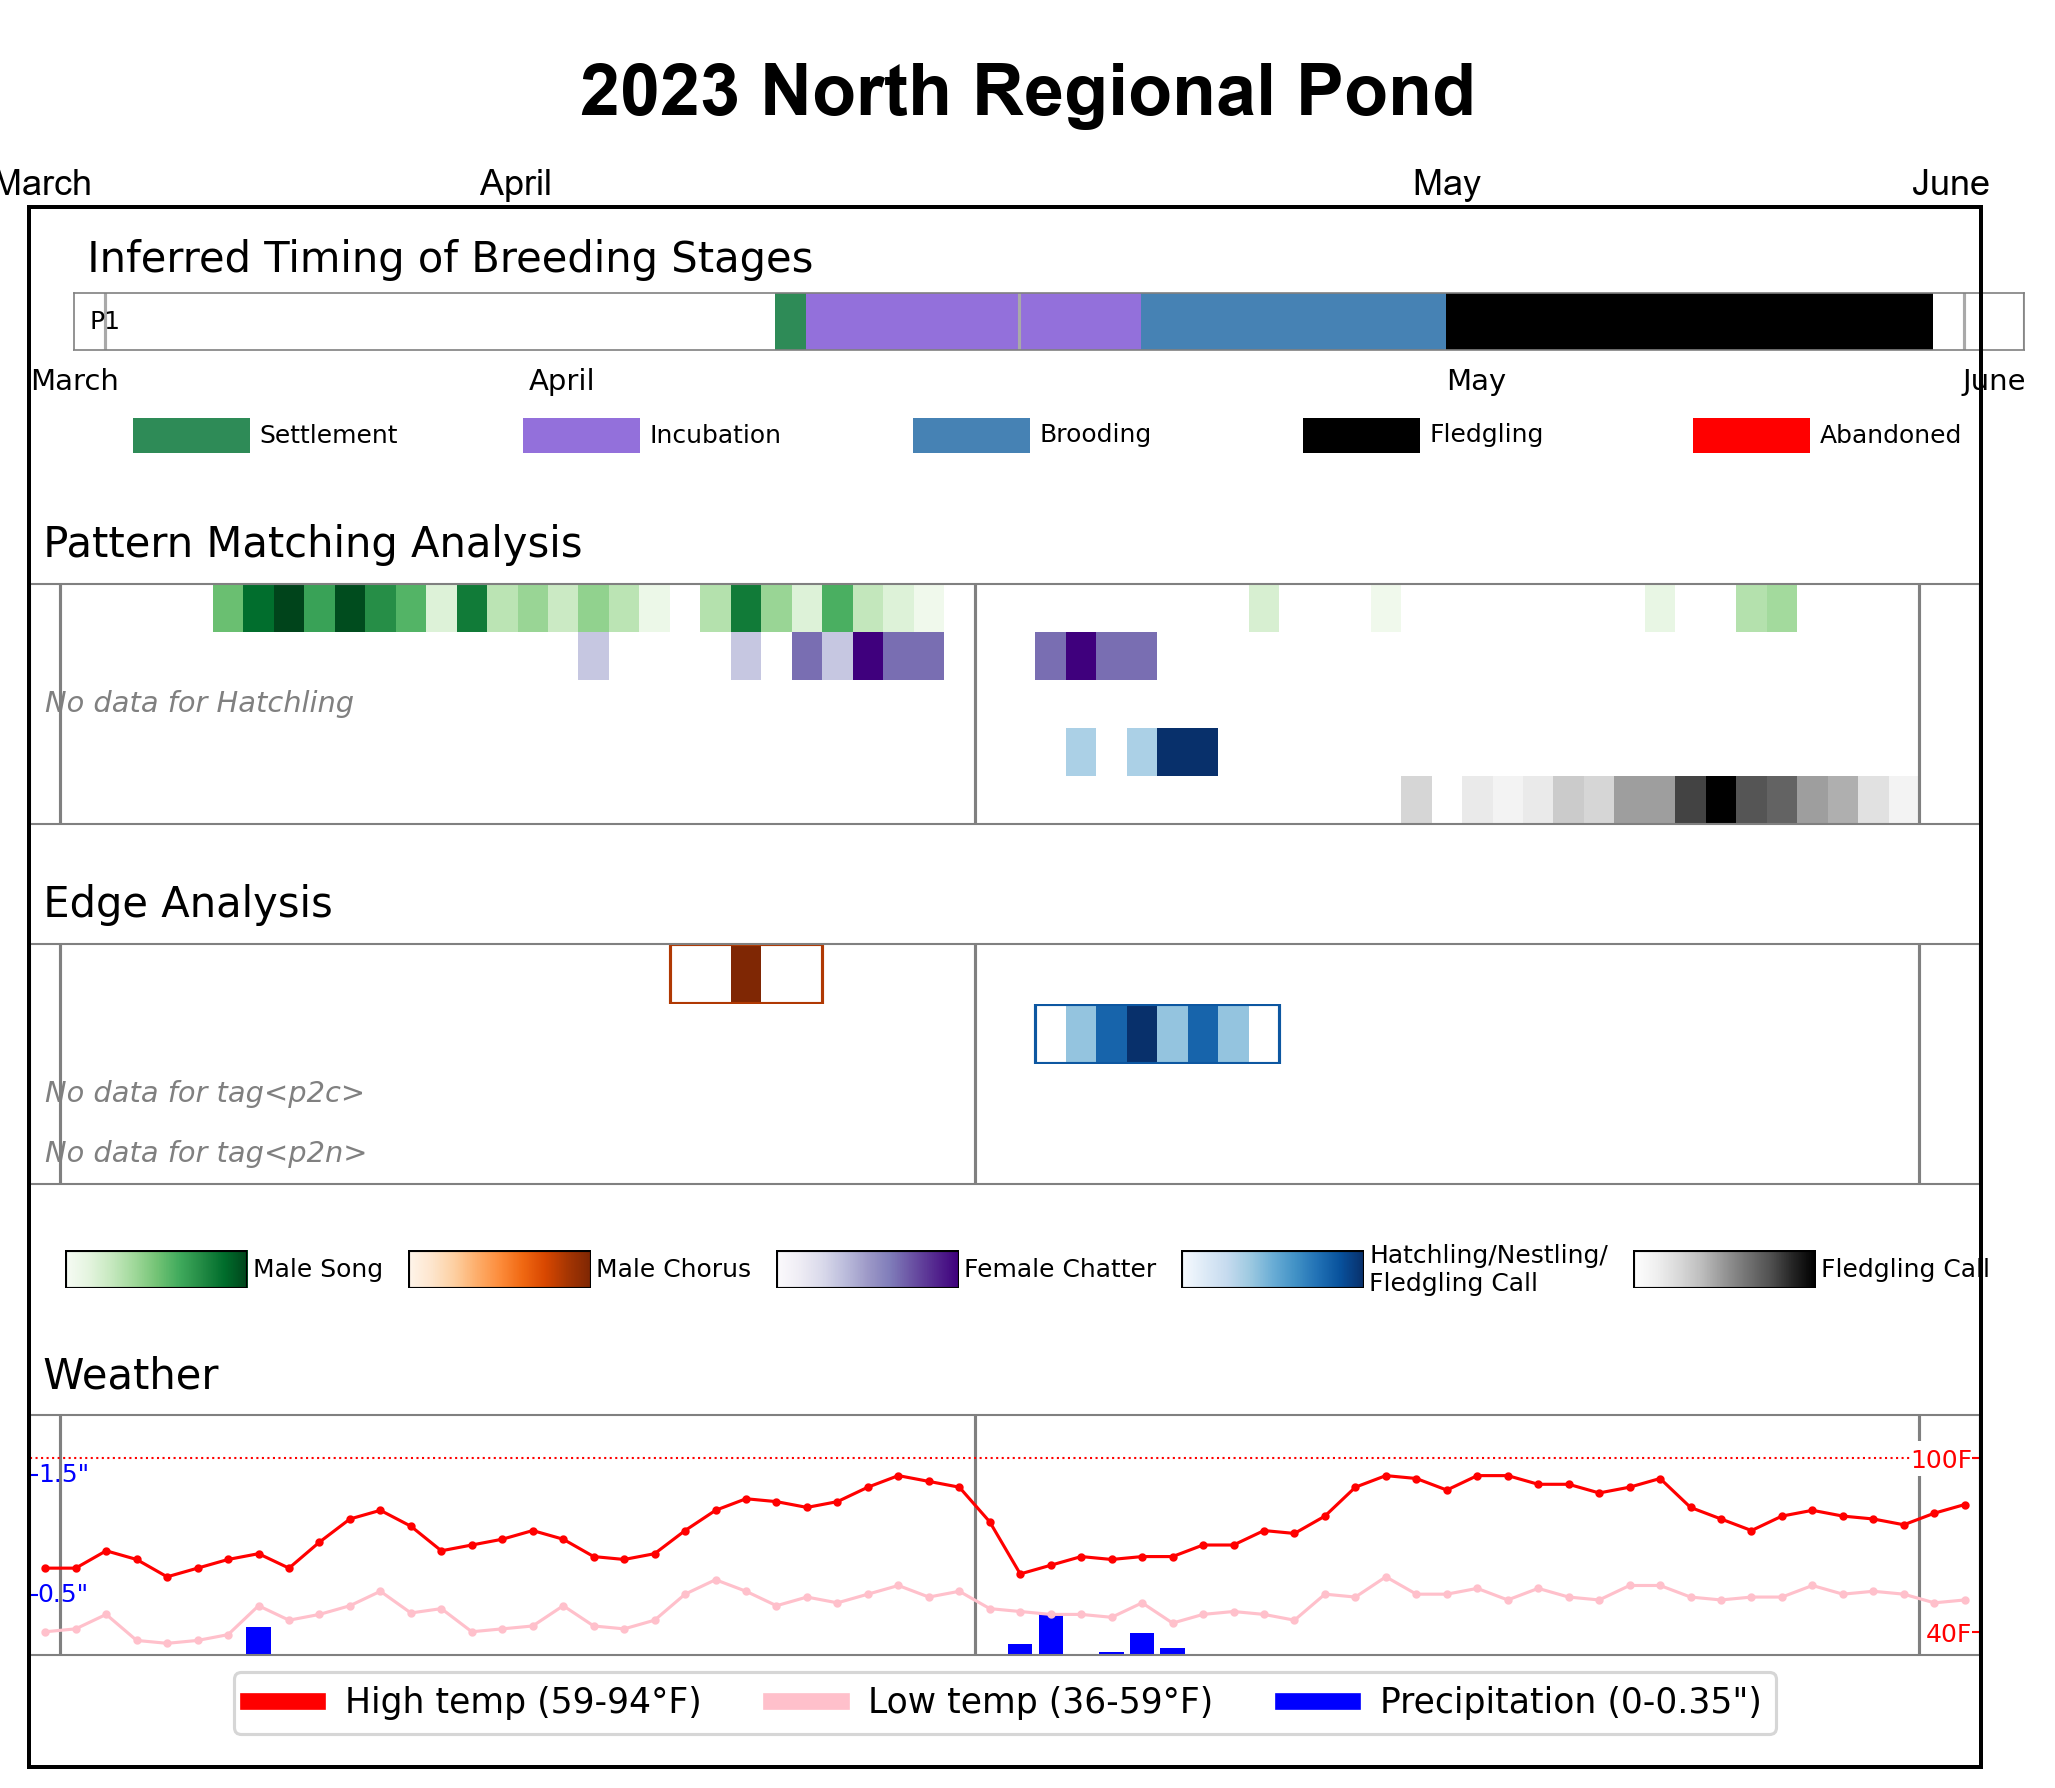 2023 North Regional Pond
March April May June
Inferred Timing of Breeding Stages
P1
March April May June
Settlement Incubation Brooding Fledgling Abandoned
Pattern Matching Analysis
No data for Hatchling
Edge Analysis
No data for tag<p2c>
No data for tag<p2n>
Male Song Male Chorus Female Chatter Hatchling/Nestling/
Fledgling Call Fledgling Call
Weather
1.5" 100F
0.5"
40F
High temp (59-94°F) Low temp (36-59°F) Precipitation (0-0.35")